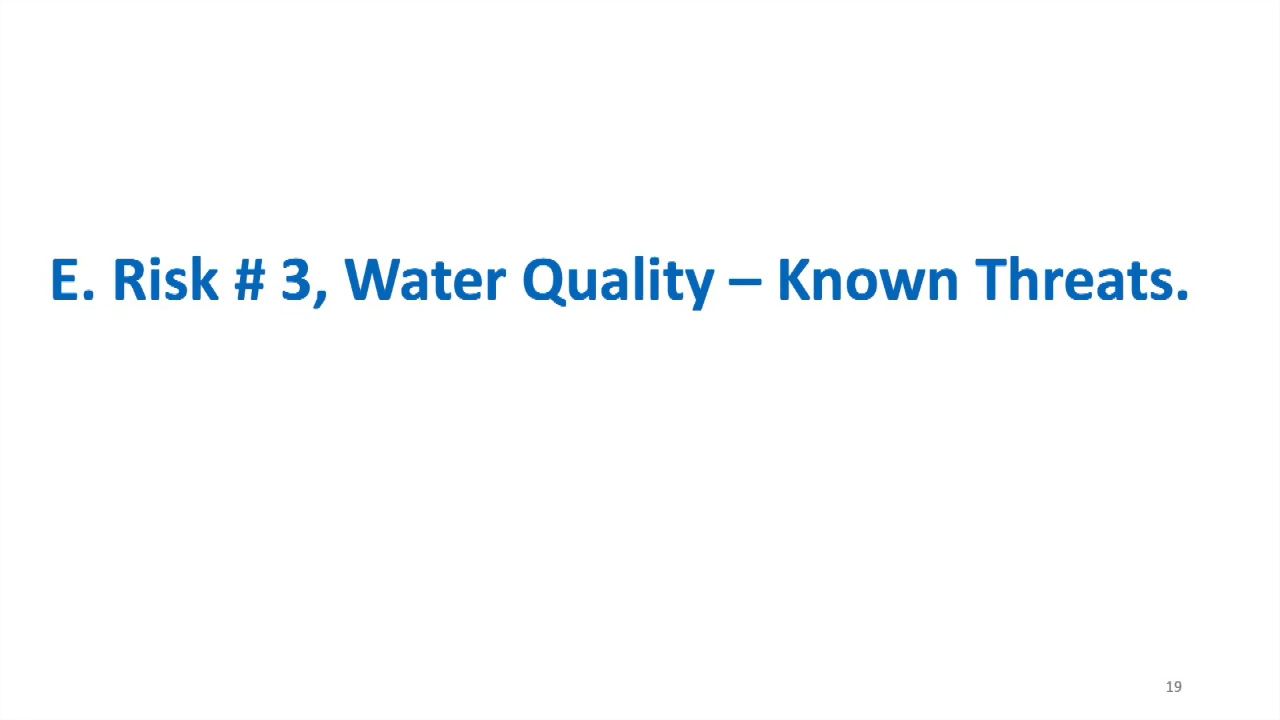 E. Risk # 3, Water Quality – Known Threats.
19